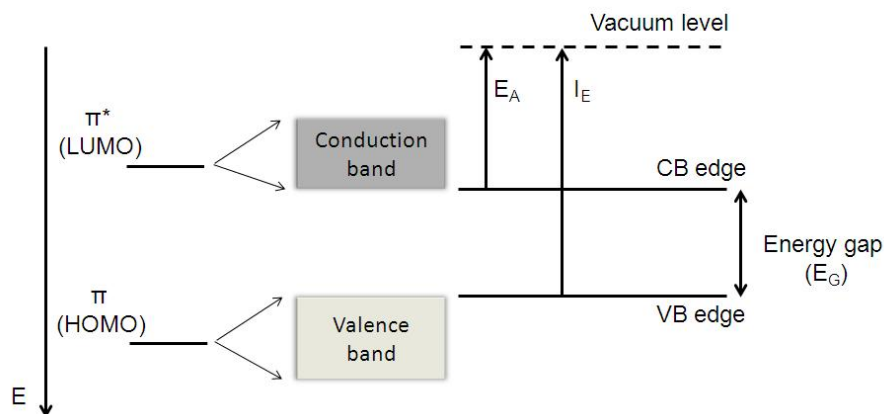 Vacuum level
E_A
I_E
π*
(LUMO)
Conduction
band
CB edge
Energy gap
(E_G)
π
(HOMO)
Valence
band
VB edge
E